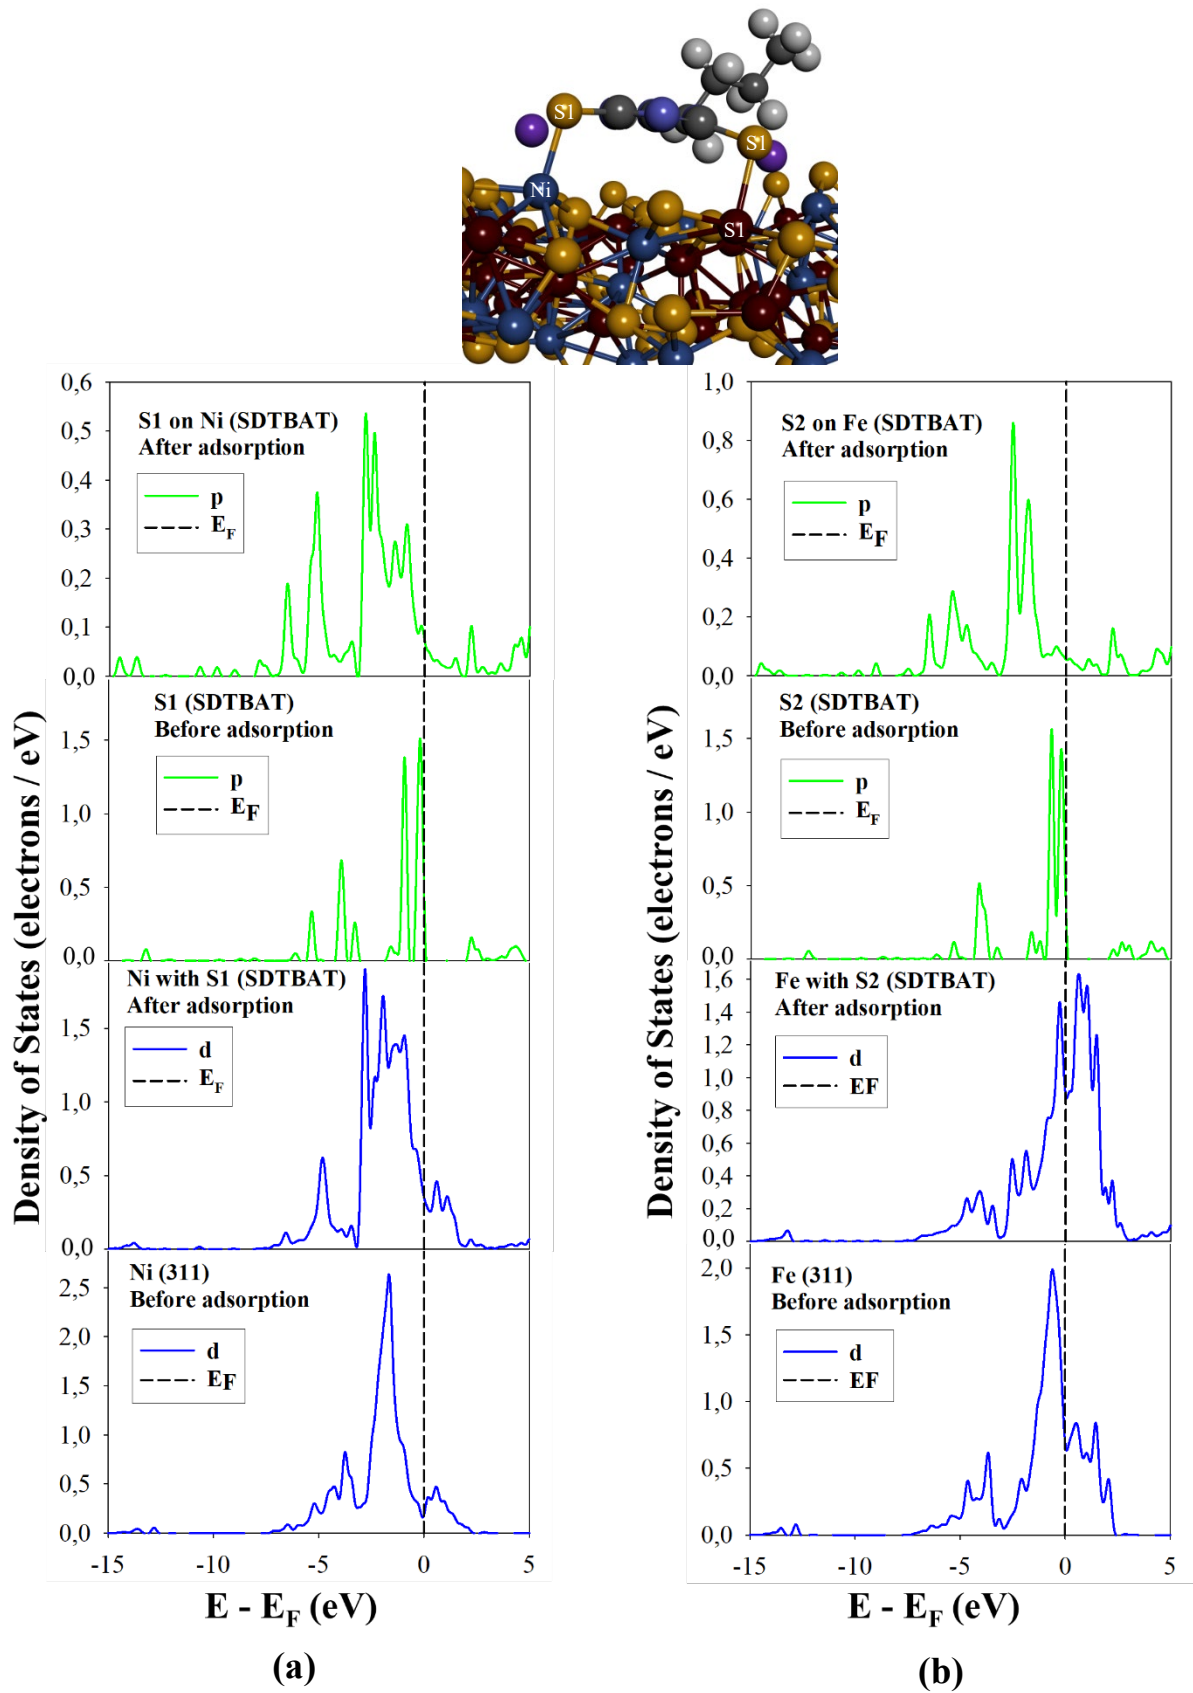 S1
S1
Ni
S1
Density of States (electrons / eV)
0,6
0,5
0,4
0,3
0,2
0,1
0,0
S1 on Ni (SDTBAT)
After adsorption
p
EF
1,5
1,0
0,5
0,0
S1 (SDTBAT)
Before adsorption
p
EF
1,5
1,0
0,5
0,0
Ni with S1 (SDTBAT)
After adsorption
d
EF
2,5
2,0
1,5
1,0
0,5
0,0
Ni (311)
Before adsorption
d
EF
-15 -10 -5 0 5
E - EF (eV)
(a)
Density of States (electrons / eV)
1,0
0,8
0,6
0,4
0,2
0,0
S2 on Fe (SDTBAT)
After adsorption
p
EF
1,5
1,0
0,5
0,0
S2 (SDTBAT)
Before adsorption
p
EF
1,6
1,4
1,2
1,0
0,8
0,6
0,4
0,2
0,0
Fe with S2 (SDTBAT)
After adsorption
d
EF
2,0
1,5
1,0
0,5
0,0
Fe (311)
Before adsorption
d
EF
-15 -10 -5 0 5
E - EF (eV)
(b)